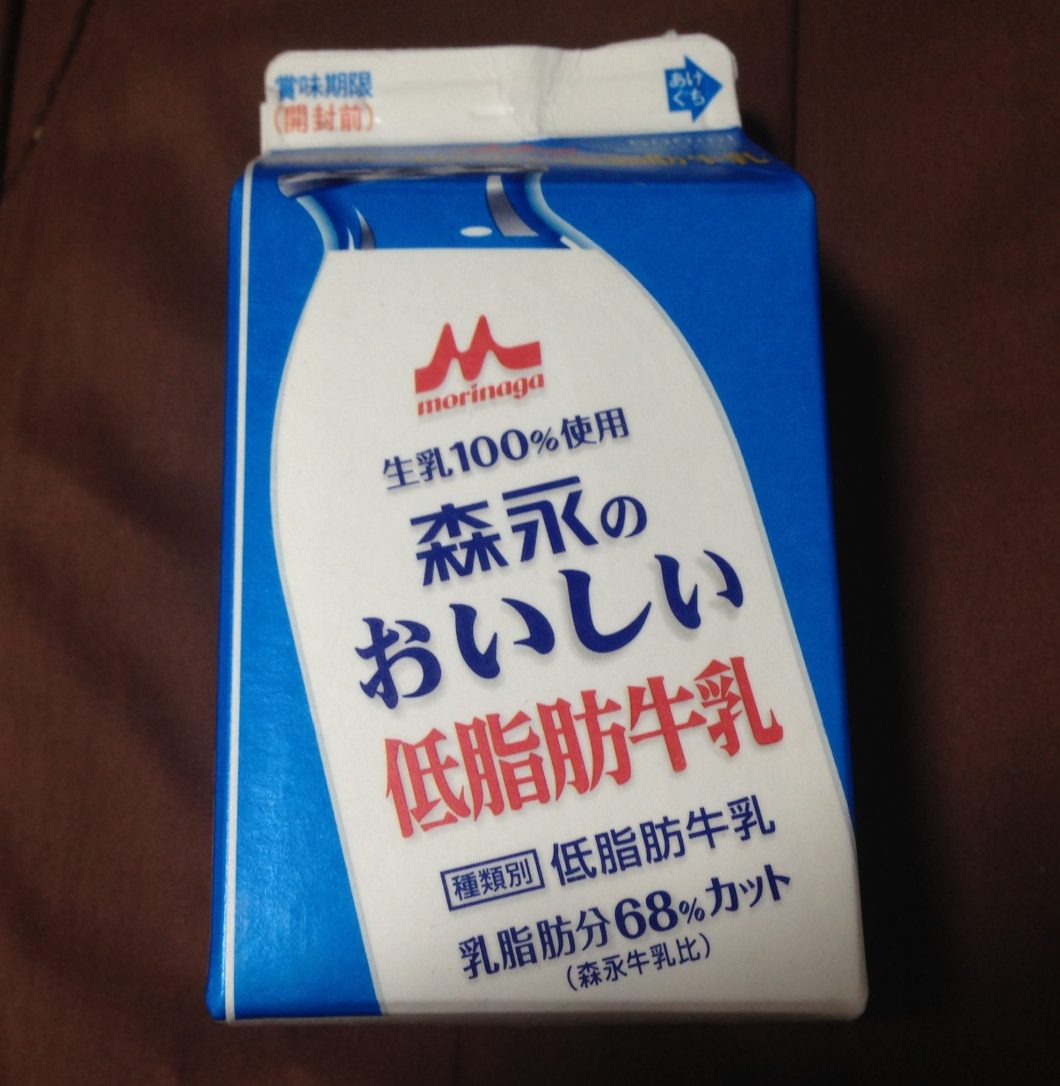 賞味期限
(開封前)
あけ
ぐち
morinaga
生乳100%使用
森永の
おいしい
低脂肪牛乳
種類別 低脂肪牛乳
乳脂肪分68%カット
(森永牛乳比)